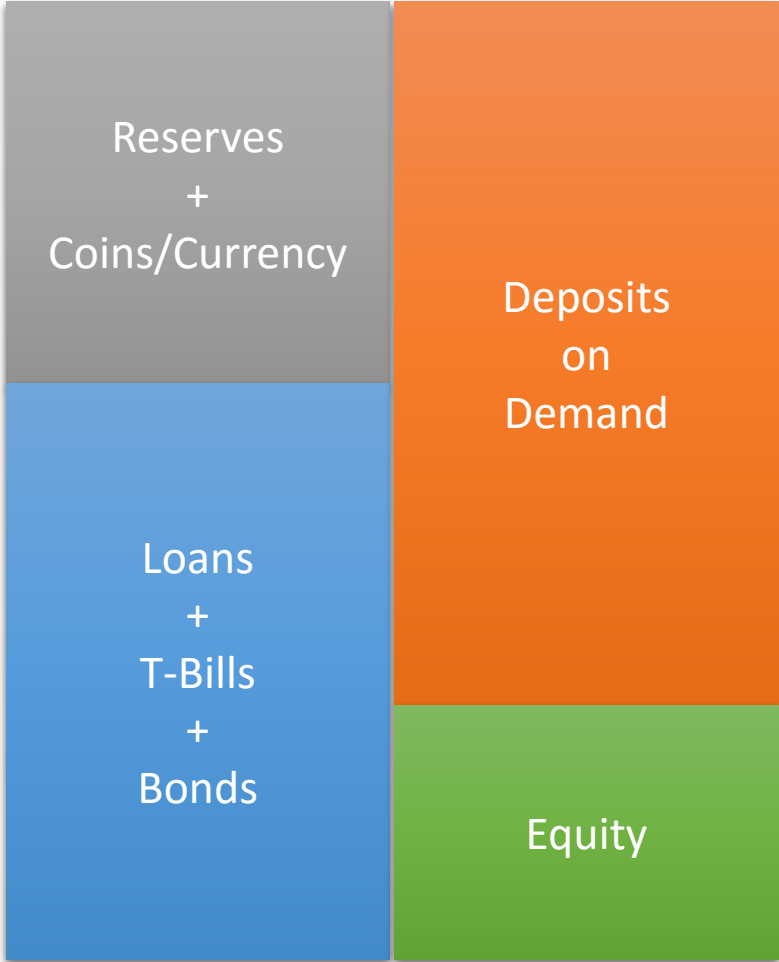 Reserves
+
Coins/Currency
Loans
+
T-Bills
+
Bonds
Deposits
on
Demand
Equity